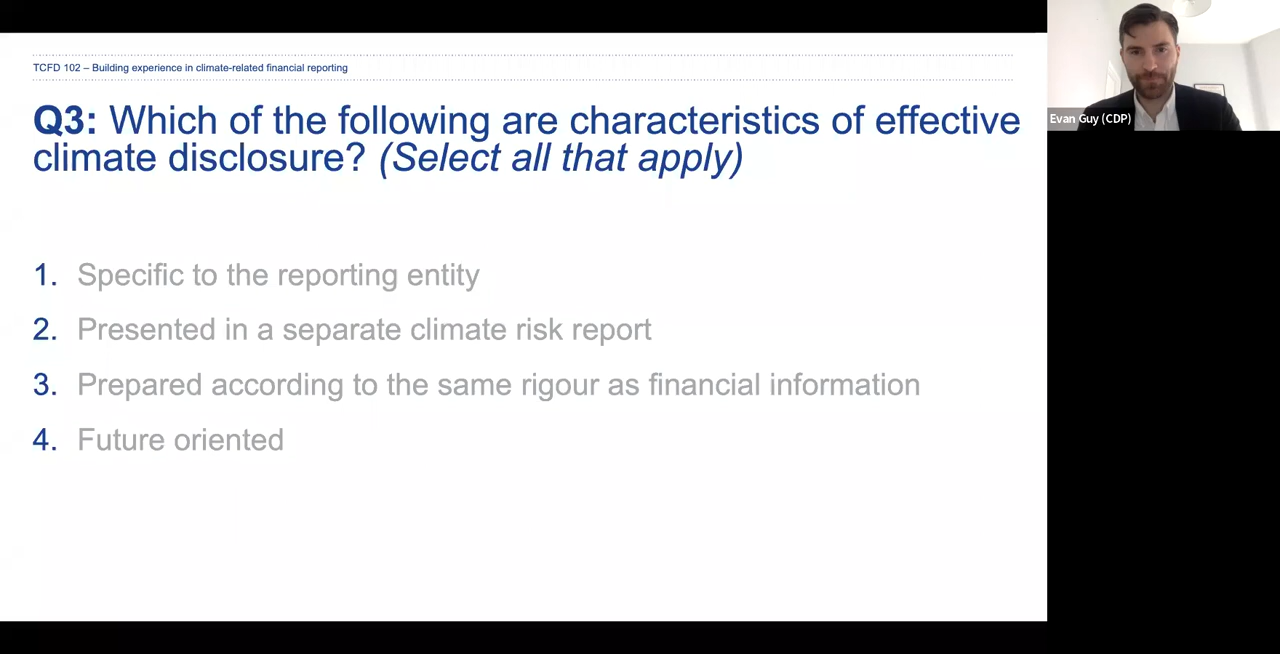 TCFD 102 – Building experience in climate-related financial reporting
Q3: Which of the following are characteristics of effective
climate disclosure? (Select all that apply)
1. Specific to the reporting entity
2. Presented in a separate climate risk report
3. Prepared according to the same rigour as financial information
4. Future oriented
Evan Guy (CDP)